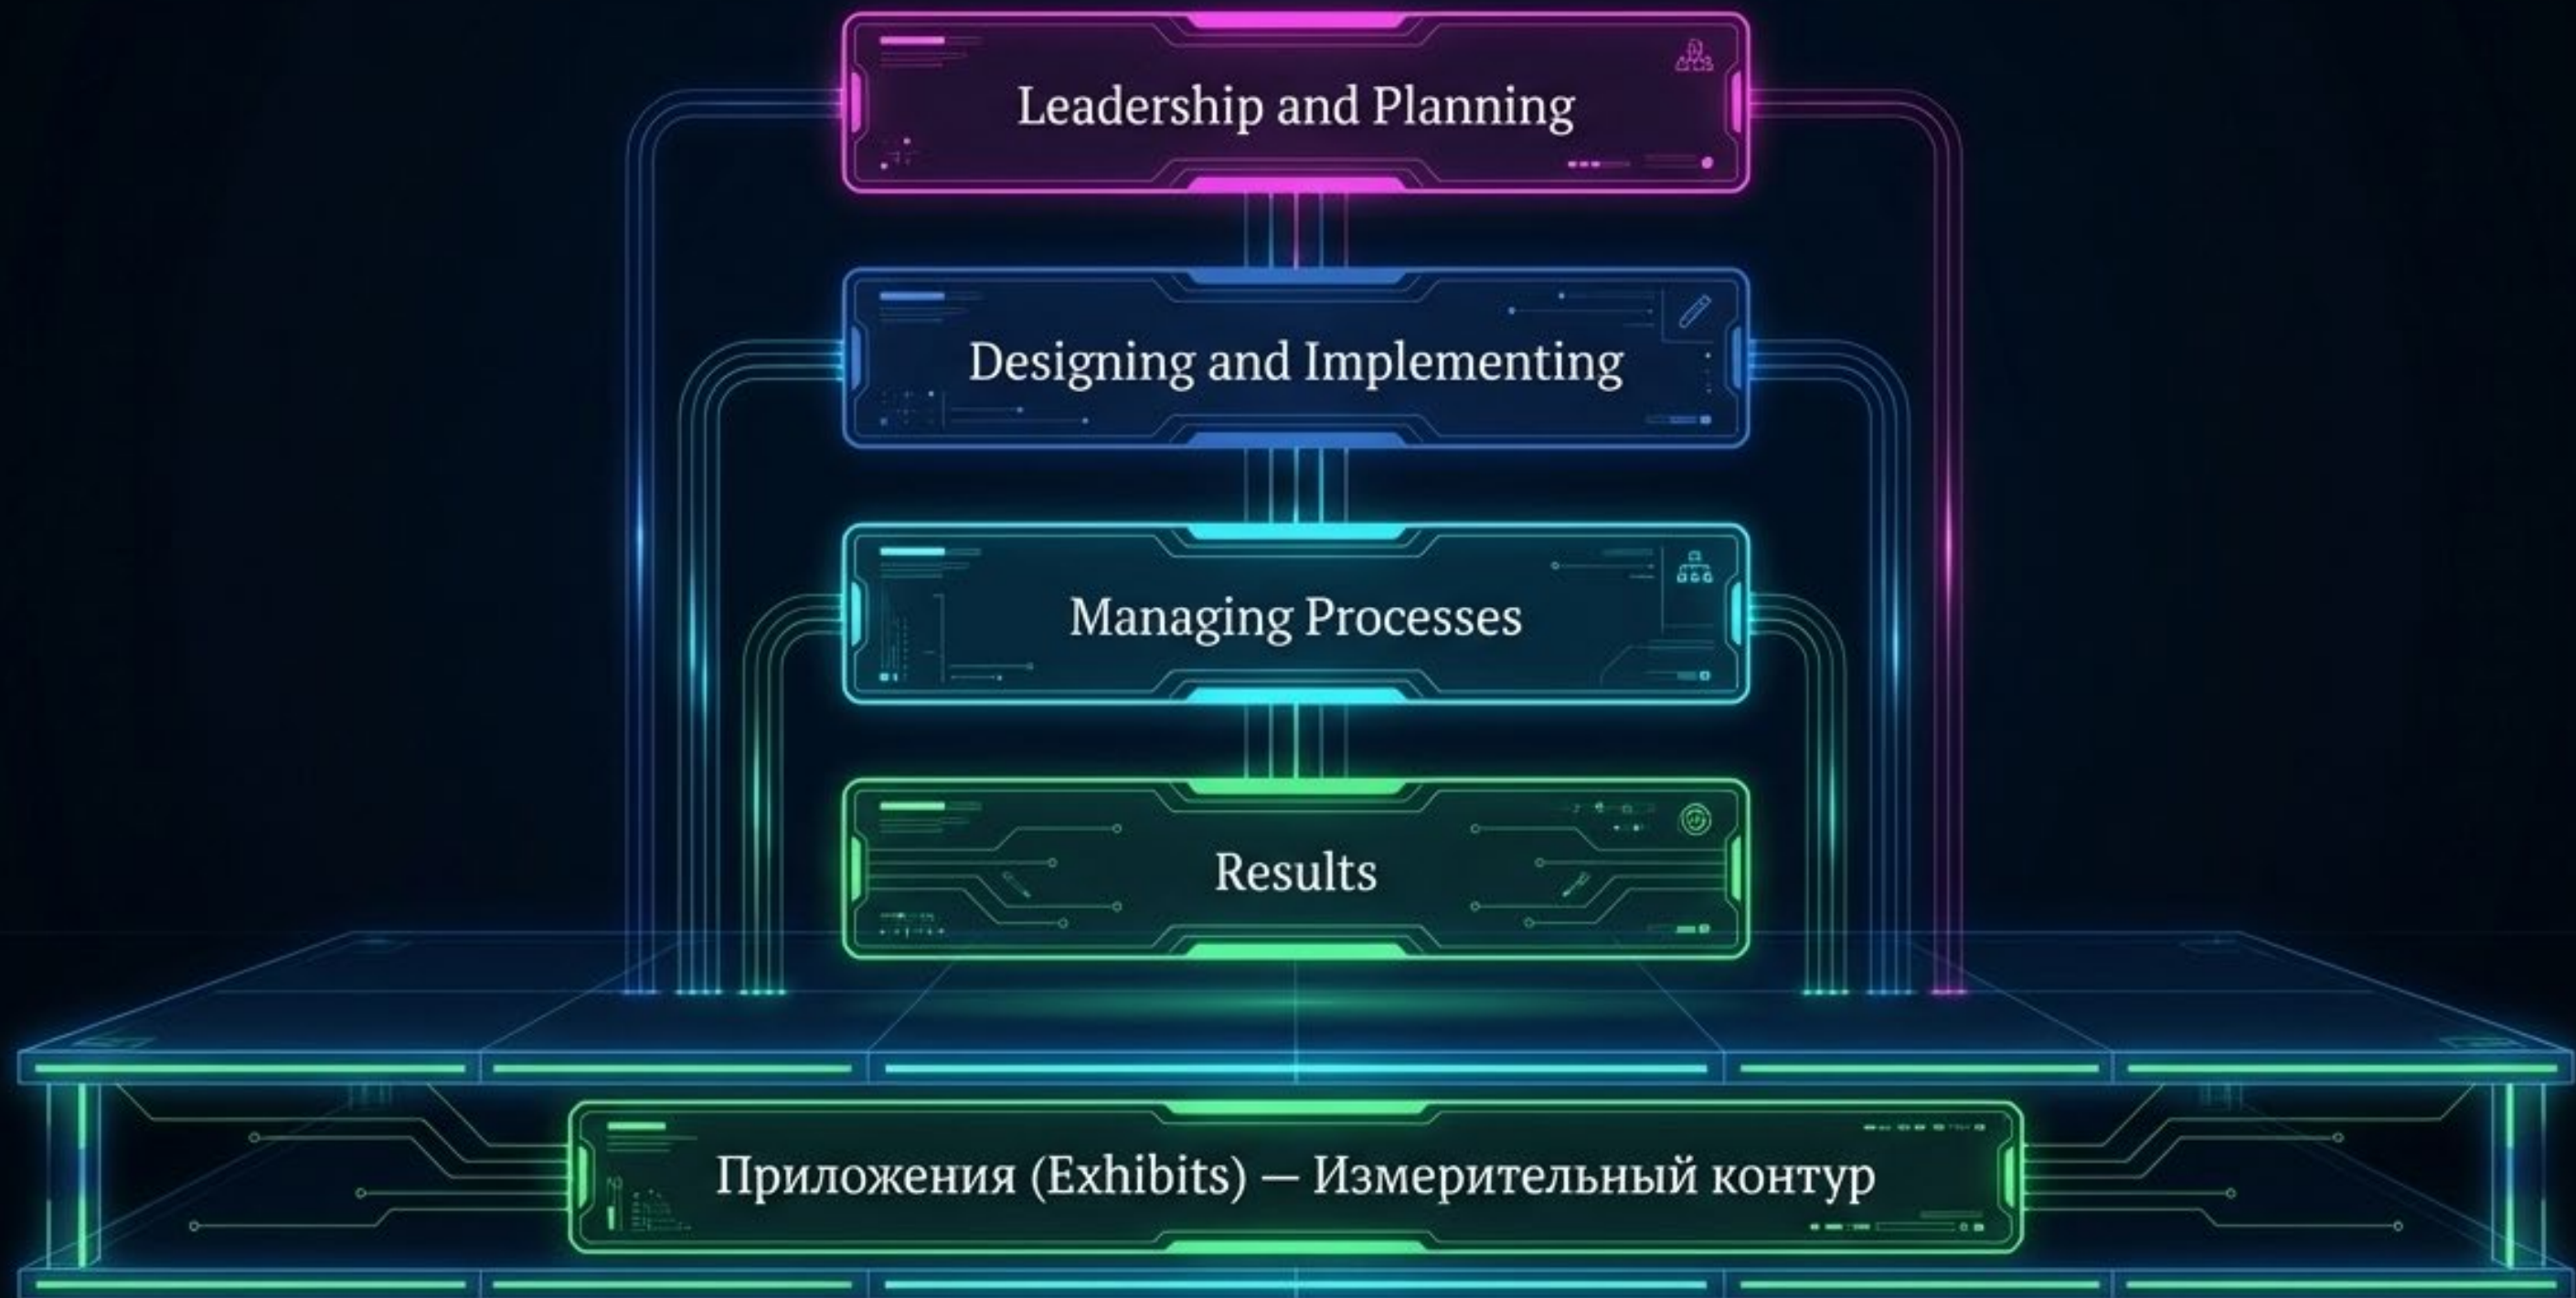 Leadership and Planning
Designing and Implementing
Managing Processes
Results
Приложения (Exhibits) — Измерительный контур